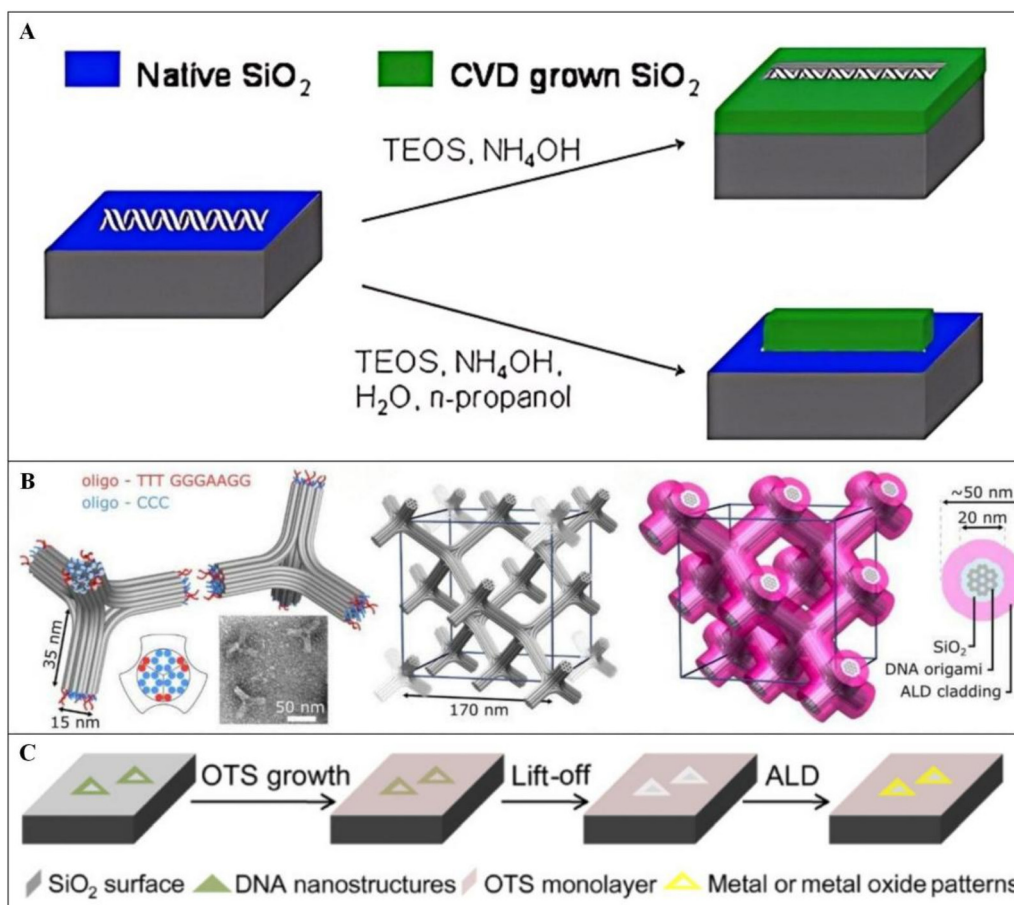 A
Native SiO₂ CVD grown SiO₂
TEOS, NH₄OH
TEOS, NH₄OH,
H₂O, n-propanol
B
oligo - TTT GGGAAGG
oligo - CCC
35 nm
15 nm
50 nm
170 nm
~50 nm
20 nm
SiO₂
DNA origami
ALD cladding
C
OTS growth Lift-off ALD
SiO₂ surface DNA nanostructures OTS monolayer Metal or metal oxide patterns